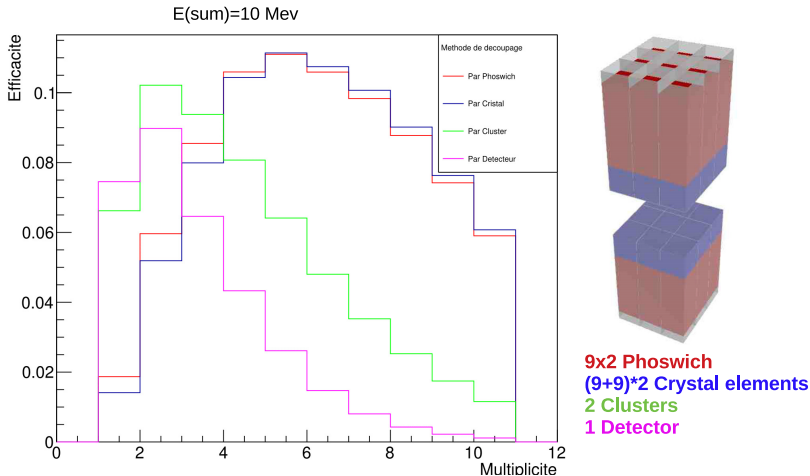 E(sum)=10 Mev
Efficacite
Methode de decoupage
Par Phoswich
Par Cristal
Par Cluster
Par Detecteur
0.1
0.08
0.06
0.04
0.02
0
0 2 4 6 8 10 12
Multiplicite
9x2 Phoswich
(9+9)*2 Crystal elements
2 Clusters
1 Detector